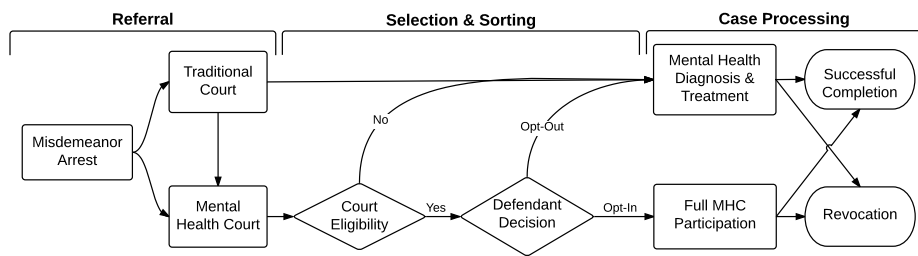 Referral
Selection & Sorting
Case Processing
Traditional
Court
Mental Health
Diagnosis &
Treatment
Successful
Completion
No
Opt-Out
Misdemeanor
Arrest
Mental
Health Court
Court
Eligibility
Yes
Defendant
Decision
Opt-In
Full MHC
Participation
Revocation